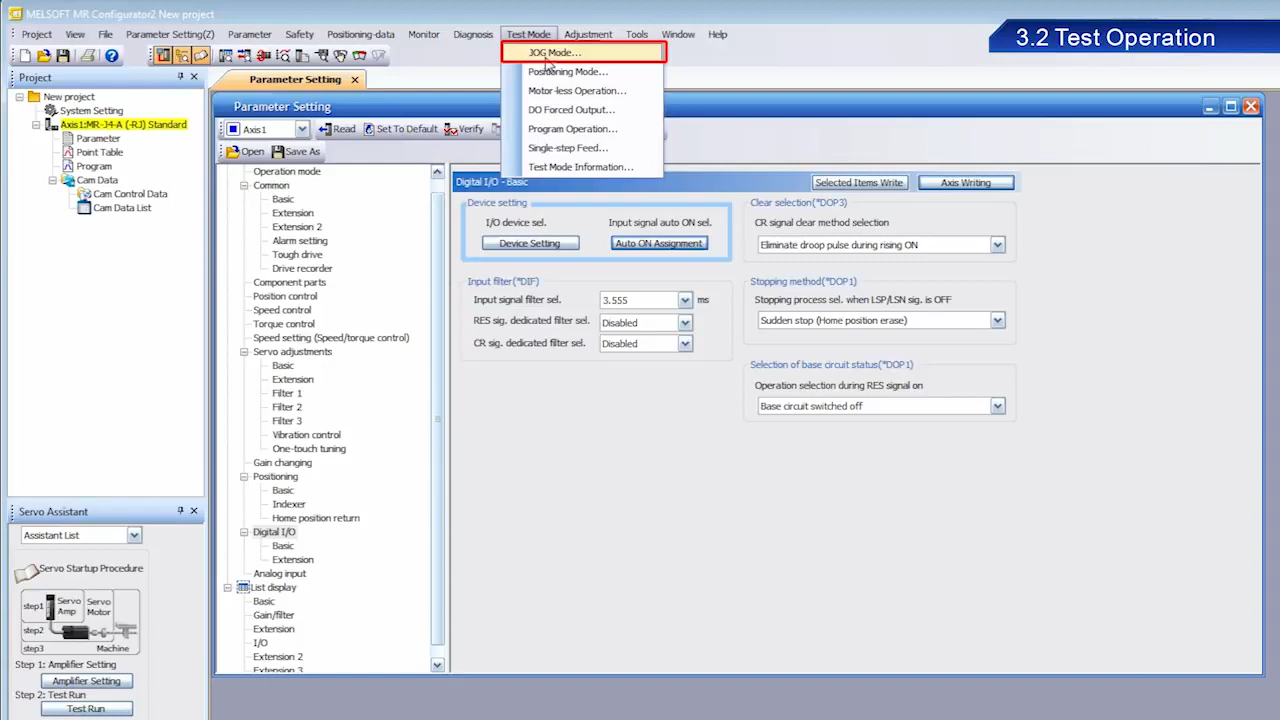 MELSOFT MR Configurator2 New project
Project View File Parameter Setting(Z) Parameter Safety Positioning-data Monitor Diagnosis Test Mode Adjustment Tools Window Help
3.2 Test Operation
JOG Mode...
Positioning Mode...
Motor-less Operation...
DO Forced Output...
Program Operation...
Single-step Feed...
Test Mode Information...
Project
New project
System Setting
Axis1:MR-J4-A (-RJ) Standard
Parameter
Point Table
Program
Cam Data
Cam Control Data
Cam Data List
Servo Assistant
Assistant List
Servo Startup Procedure
step1 Servo Amp Servo Motor
step2
step3 Machine
Step 1: Amplifier Setting
Amplifier Setting
Step 2: Test Run
Test Run
Parameter Setting
Parameter Setting
Axis1 Read Set To Default Verify
Open Save As
Operation mode
Common
Basic
Extension
Extension 2
Alarm setting
Tough drive
Drive recorder
Component parts
Position control
Speed control
Torque control
Speed setting (Speed/torque control)
Servo adjustments
Basic
Extension
Filter 1
Filter 2
Filter 3
Vibration control
One-touch tuning
Gain changing
Positioning
Basic
Indexer
Home position return
Digital I/O
Basic
Extension
Analog input
List display
Basic
Gain/filter
Extension
I/O
Extension 2
Extension 3
Digital I/O - Basic
Selected Items Write Axis Writing
Device setting
I/O device sel. Input signal auto ON sel.
Device Setting Auto ON Assignment
Input filter(*DIF)
Input signal filter sel. 3.555 ms
RES sig. dedicated filter sel. Disabled
CR sig. dedicated filter sel. Disabled
Clear selection(*DOP3)
CR signal clear method selection
Eliminate droop pulse during rising ON
Stopping method(*DOP1)
Stopping process sel. when LSP/LSN sig. is OFF
Sudden stop (Home position erase)
Selection of base circuit status(*DOP1)
Operation selection during RES signal on
Base circuit switched off